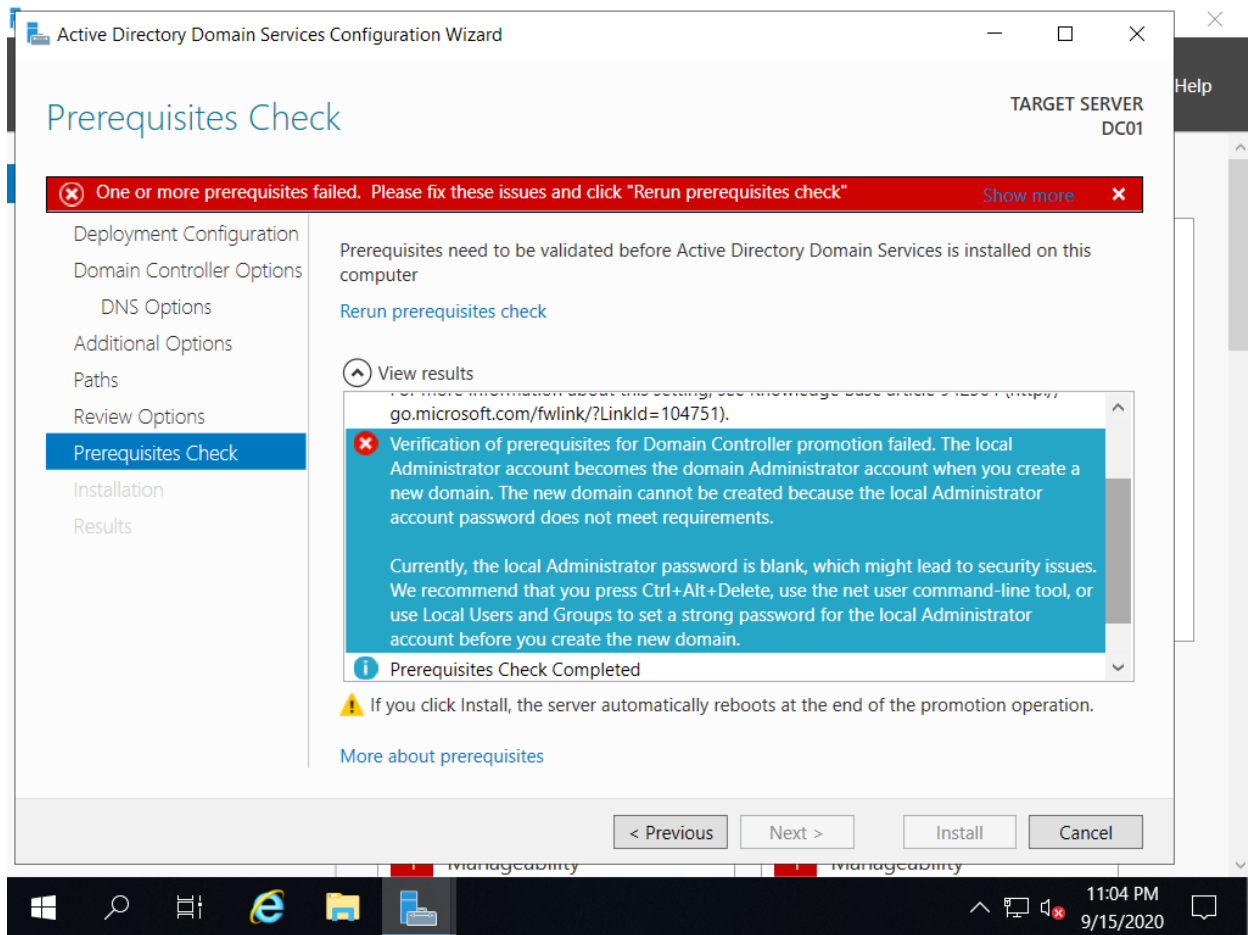 Active Directory Domain Services Configuration Wizard
Help
Prerequisites Check
TARGET SERVER
DC01
One or more prerequisites failed. Please fix these issues and click "Rerun prerequisites check"
Show more
Deployment Configuration
Domain Controller Options
DNS Options
Additional Options
Paths
Review Options
Prerequisites Check
Installation
Results
Prerequisites need to be validated before Active Directory Domain Services is installed on this
computer
Rerun prerequisites check
View results
go.microsoft.com/fwlink/?LinkId=104751).
Verification of prerequisites for Domain Controller promotion failed. The local
Administrator account becomes the domain Administrator account when you create a
new domain. The new domain cannot be created because the local Administrator
account password does not meet requirements.
Currently, the local Administrator password is blank, which might lead to security issues.
We recommend that you press Ctrl+Alt+Delete, use the net user command-line tool, or
use Local Users and Groups to set a strong password for the local Administrator
account before you create the new domain.
Prerequisites Check Completed
If you click Install, the server automatically reboots at the end of the promotion operation.
More about prerequisites
< Previous
Next >
Install
Cancel
Manageability
Manageability
11:04 PM
9/15/2020